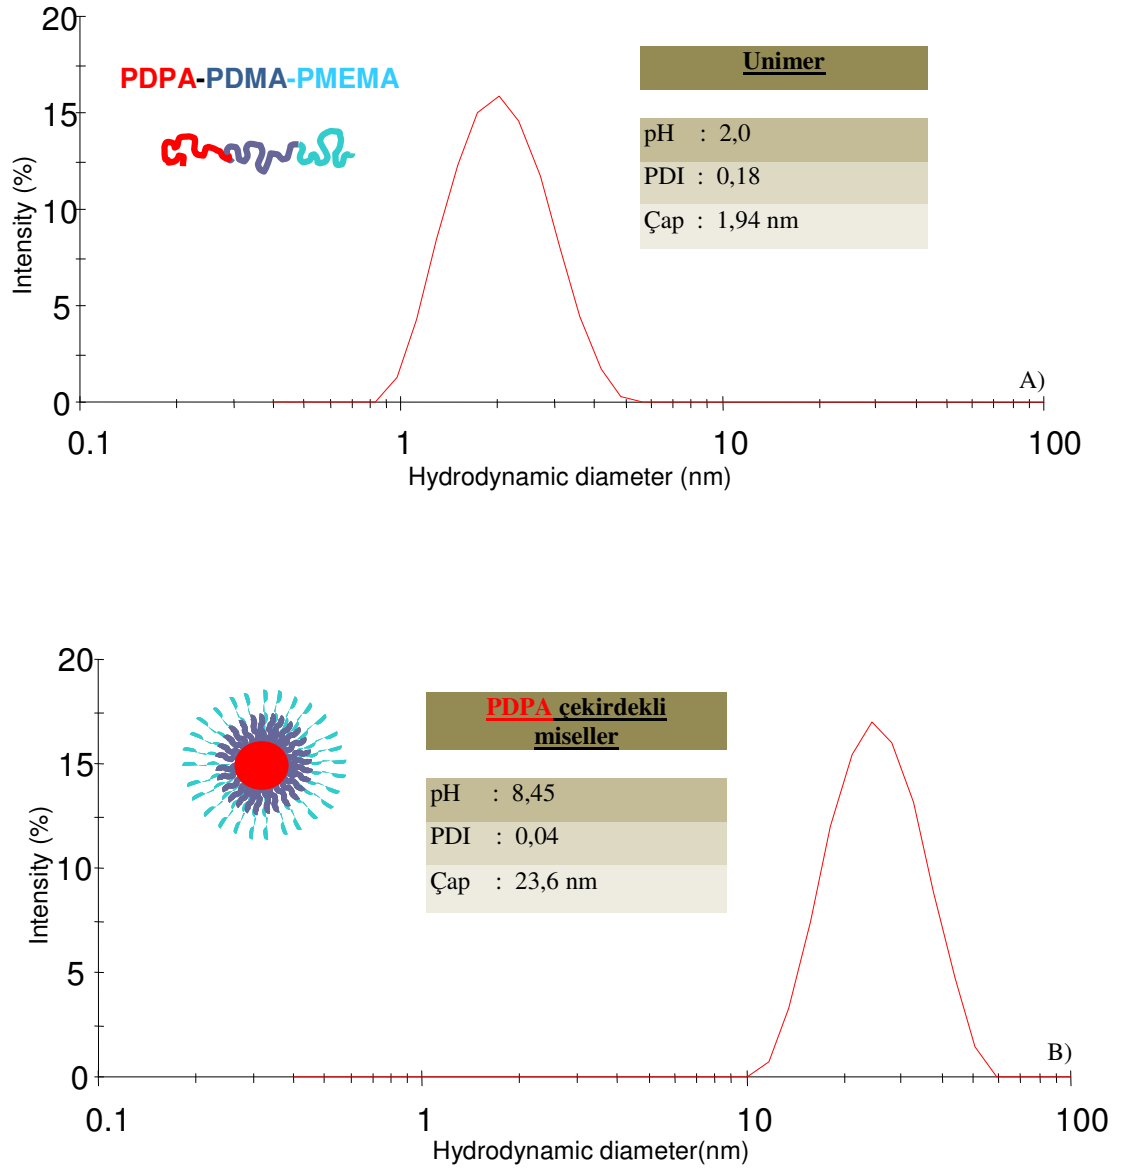 20
15
10
5
0
Intensity (%)
PDPA-PDMA-PMEMA
Unimer
pH : 2,0
PDI : 0,18
Çap : 1,94 nm
A)
0.1 1 10 100
Hydrodynamic diameter (nm)
20
15
10
5
0
Intensity (%)
PDPA çekirdekli
miseller
pH : 8,45
PDI : 0,04
Çap : 23,6 nm
B)
0.1 1 10 100
Hydrodynamic diameter(nm)